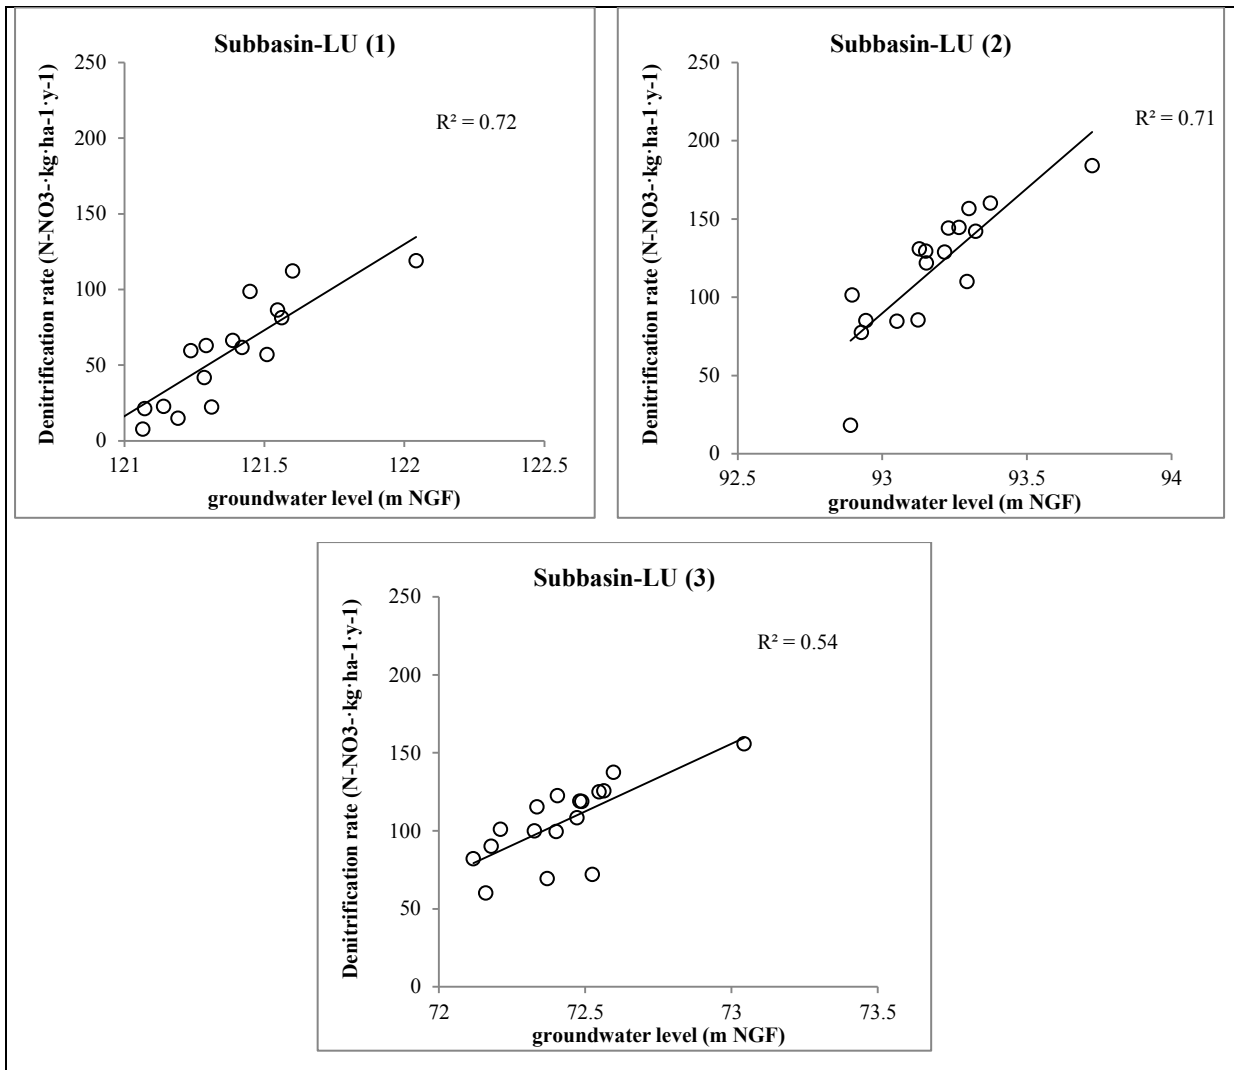 Subbasin-LU (1)
Denitrification rate (N-NO3-·kg·ha-1·y-1)
250
200
150
100
50
0
R² = 0.72
121
121.5
122
122.5
groundwater level (m NGF)
Subbasin-LU (2)
Denitrification rate (N-NO3-·kg·ha-1·y-1)
250
200
150
100
50
0
R² = 0.71
92.5
93
93.5
94
groundwater level (m NGF)
Subbasin-LU (3)
Denitrification rate (N-NO3-·kg·ha-1·y-1)
250
200
150
100
50
0
R² = 0.54
72
72.5
73
73.5
groundwater level (m NGF)